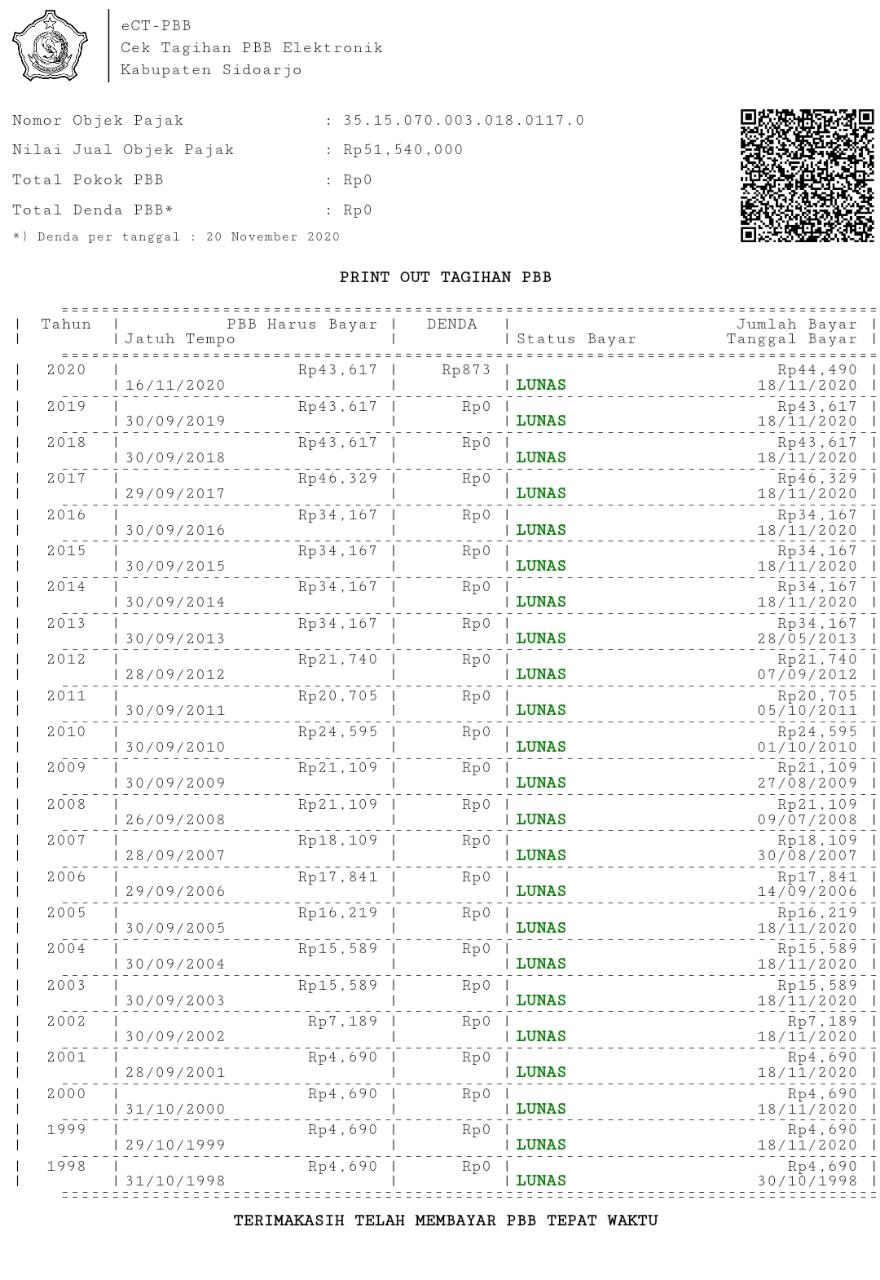 eCT-PBB
Cek Tagihan PBB Elektronik
Kabupaten Sidoarjo
Nomor Objek Pajak : 35.15.070.003.018.0117.0
Nilai Jual Objek Pajak : Rp51,540,000
Total Pokok PBB : Rp0
Total Denda PBB* : Rp0
*) Denda per tanggal : 20 November 2020
PRINT OUT TAGIHAN PBB
| Tahun | PBB Harus Bayar | DENDA | Jumlah Bayar |
| | Jatuh Tempo | | Status Bayar Tanggal Bayar |
| 2020 | Rp43,617 | Rp873 | Rp44,490 |
| | 16/11/2020 | | LUNAS 18/11/2020 |
| 2019 | Rp43,617 | Rp0 | Rp43,617 |
| | 30/09/2019 | | LUNAS 18/11/2020 |
| 2018 | Rp43,617 | Rp0 | Rp43,617 |
| | 30/09/2018 | | LUNAS 18/11/2020 |
| 2017 | Rp46,329 | Rp0 | Rp46,329 |
| | 29/09/2017 | | LUNAS 18/11/2020 |
| 2016 | Rp34,167 | Rp0 | Rp34,167 |
| | 30/09/2016 | | LUNAS 18/11/2020 |
| 2015 | Rp34,167 | Rp0 | Rp34,167 |
| | 30/09/2015 | | LUNAS 18/11/2020 |
| 2014 | Rp34,167 | Rp0 | Rp34,167 |
| | 30/09/2014 | | LUNAS 18/11/2020 |
| 2013 | Rp34,167 | Rp0 | Rp34,167 |
| | 30/09/2013 | | LUNAS 28/05/2013 |
| 2012 | Rp21,740 | Rp0 | Rp21,740 |
| | 28/09/2012 | | LUNAS 07/09/2012 |
| 2011 | Rp20,705 | Rp0 | Rp20,705 |
| | 30/09/2011 | | LUNAS 05/10/2011 |
| 2010 | Rp24,595 | Rp0 | Rp24,595 |
| | 30/09/2010 | | LUNAS 01/10/2010 |
| 2009 | Rp21,109 | Rp0 | Rp21,109 |
| | 30/09/2009 | | LUNAS 27/08/2009 |
| 2008 | Rp21,109 | Rp0 | Rp21,109 |
| | 26/09/2008 | | LUNAS 09/07/2008 |
| 2007 | Rp18,109 | Rp0 | Rp18,109 |
| | 28/09/2007 | | LUNAS 30/08/2007 |
| 2006 | Rp17,841 | Rp0 | Rp17,841 |
| | 29/09/2006 | | LUNAS 14/09/2006 |
| 2005 | Rp16,219 | Rp0 | Rp16,219 |
| | 30/09/2005 | | LUNAS 18/11/2020 |
| 2004 | Rp15,589 | Rp0 | Rp15,589 |
| | 30/09/2004 | | LUNAS 18/11/2020 |
| 2003 | Rp15,589 | Rp0 | Rp15,589 |
| | 30/09/2003 | | LUNAS 18/11/2020 |
| 2002 | Rp7,189 | Rp0 | Rp7,189 |
| | 30/09/2002 | | LUNAS 18/11/2020 |
| 2001 | Rp4,690 | Rp0 | Rp4,690 |
| | 28/09/2001 | | LUNAS 18/11/2020 |
| 2000 | Rp4,690 | Rp0 | Rp4,690 |
| | 31/10/2000 | | LUNAS 18/11/2020 |
| 1999 | Rp4,690 | Rp0 | Rp4,690 |
| | 29/10/1999 | | LUNAS 18/11/2020 |
| 1998 | Rp4,690 | Rp0 | Rp4,690 |
| | 31/10/1998 | | LUNAS 30/10/1998 |
TERIMAKASIH TELAH MEMBAYAR PBB TEPAT WAKTU